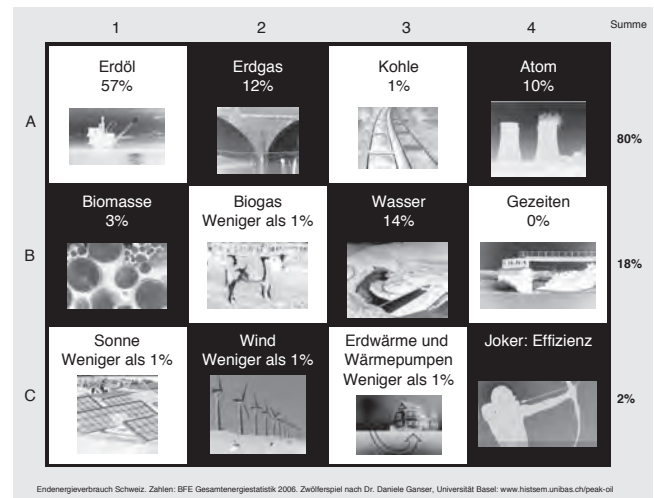 1 2 3 4 Summe
Erdöl
57%
Erdgas
12%
Kohle
1%
Atom
10%
A
80%
Biomasse
3%
Biogas
Weniger als 1%
Wasser
14%
Gezeiten
0%
B
18%
Sonne
Weniger als 1%
Wind
Weniger als 1%
Erdwärme und
Wärmepumpen
Weniger als 1%
Joker: Effizienz
C
2%
Endenergieverbrauch Schweiz. Zahlen: BFE Gesamtenergiestatistik 2006. Zwölferspiel nach Dr. Daniele Ganser, Universität Basel: www.histsem.unibas.ch/peak-oil